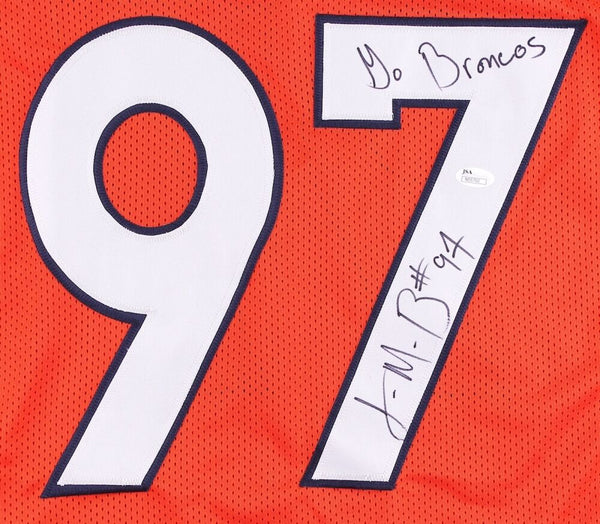 97
Go Broncos
JSA
J-M-B #97